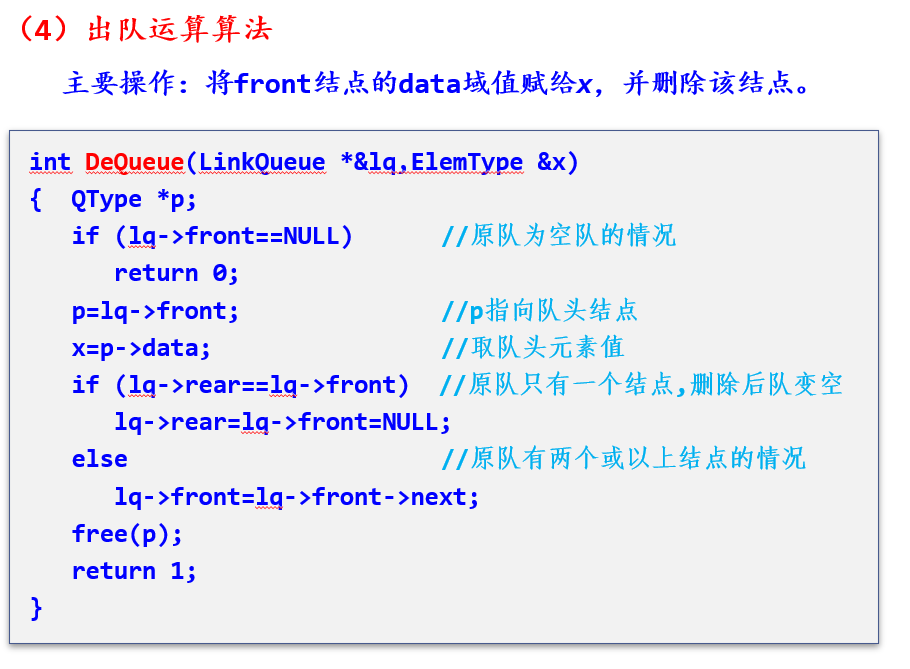 （4）出队运算算法
主要操作：将front结点的data域值赋给x，并删除该结点。
int DeQueue(LinkQueue *&lq,ElemType &x)
{  QType *p;
   if (lq->front==NULL)      //原队为空队的情况
      return 0;
   p=lq->front;              //p指向队头结点
   x=p->data;                //取队头元素值
   if (lq->rear==lq->front)  //原队只有一个结点,删除后队变空
      lq->rear=lq->front=NULL;
   else                      //原队有两个或以上结点的情况
      lq->front=lq->front->next;
   free(p);
   return 1;
}